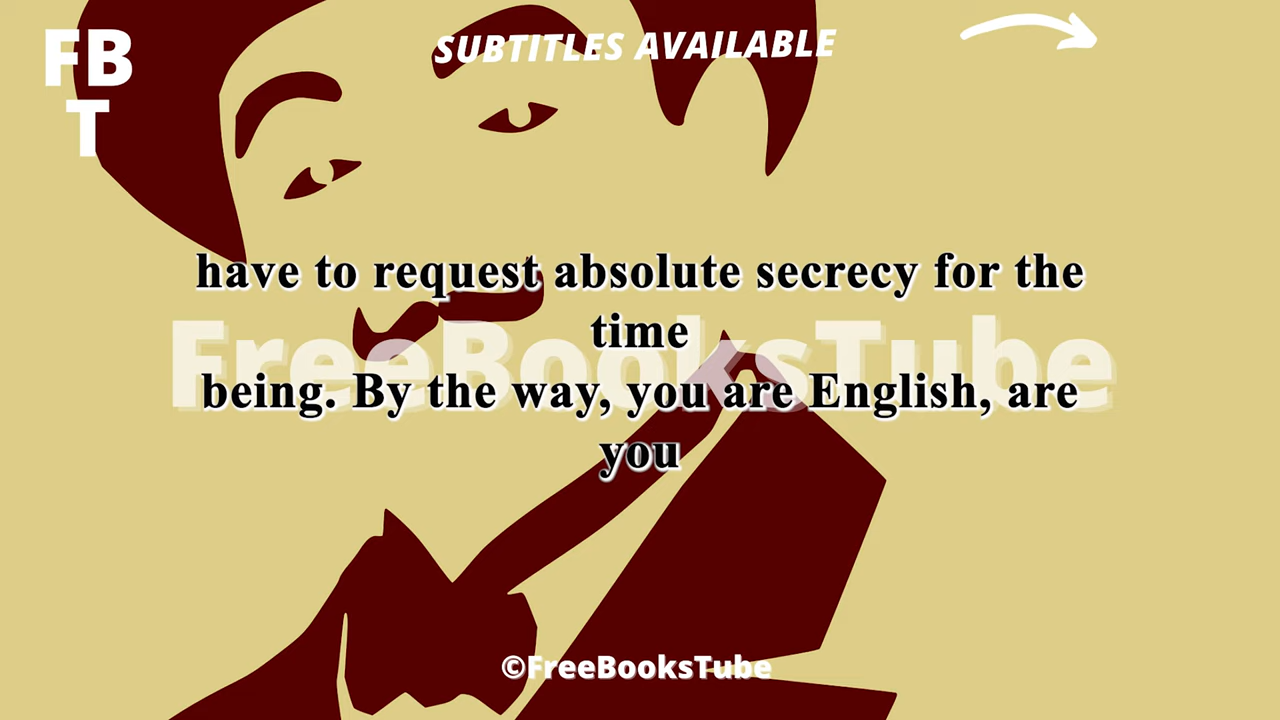 FB
T
SUBTITLES AVAILABLE
have to request absolute secrecy for the
time
FreeBooksTube
being. By the way, you are English, are
you
©FreeBooksTube